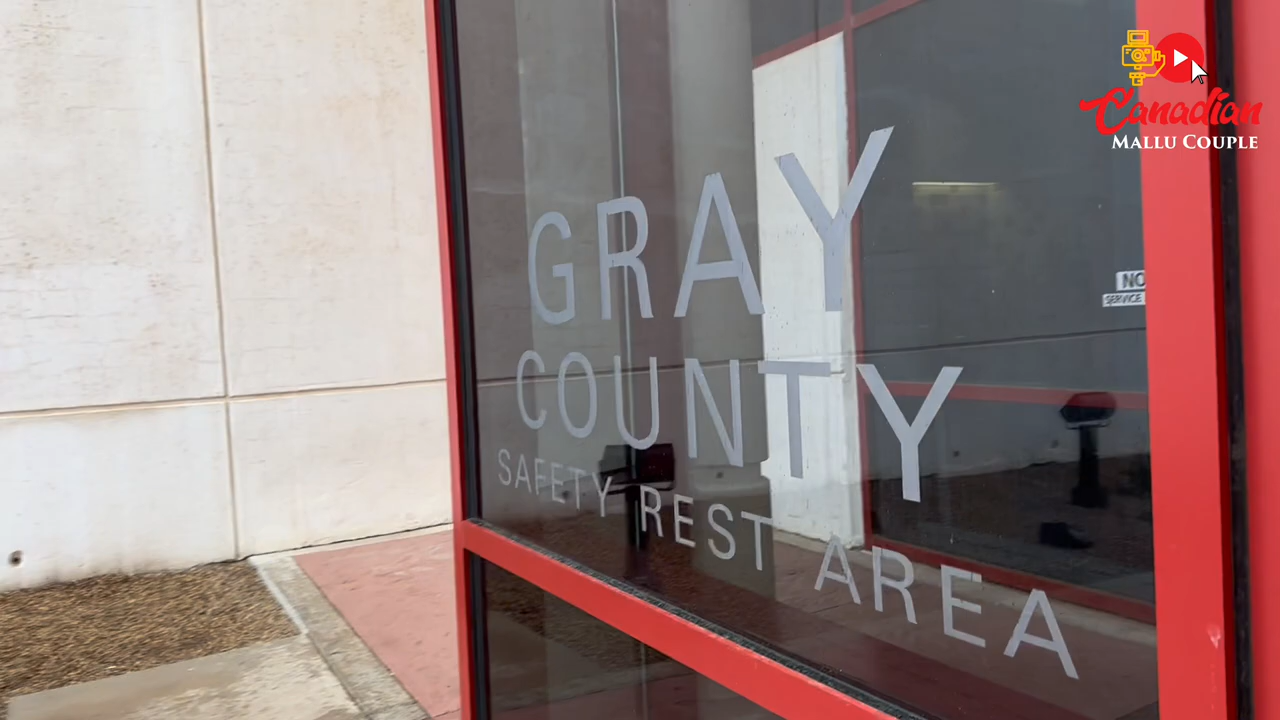 GRAY
COUNTY
SAFETY REST AREA
NO
SERVICE
Canadian
MALLU COUPLE